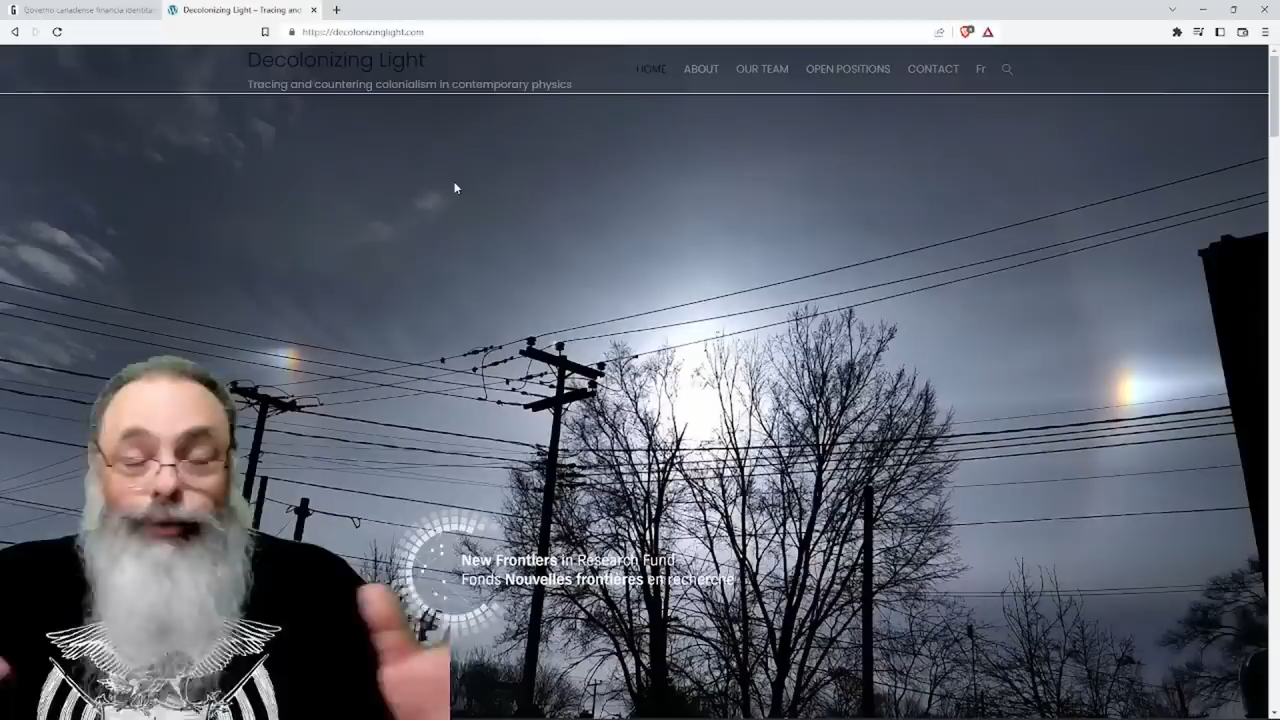 Governo canadense financia identitar
Decolonizing Light – Tracing and
https://decolonizinglight.com
Decolonizing Light
Tracing and countering colonialism in contemporary physics
HOME ABOUT OUR TEAM OPEN POSITIONS CONTACT Fr
New Frontiers in Research Fund
Fonds Nouvelles frontières en recherche